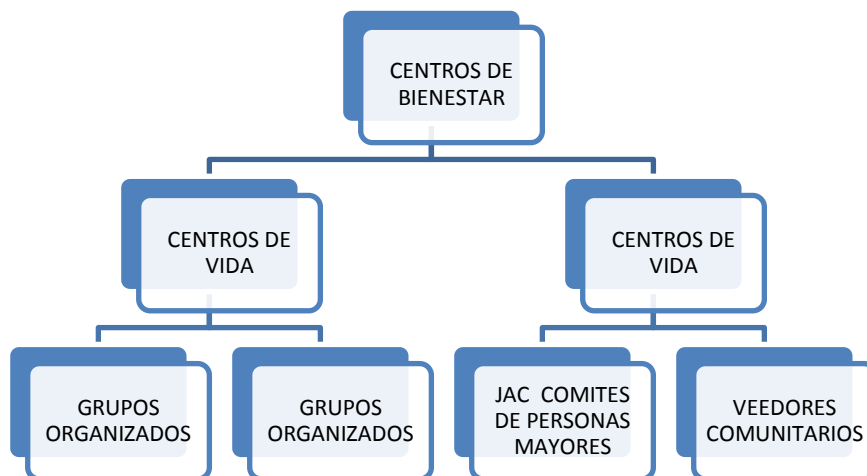 CENTROS DE
BIENESTAR
CENTROS DE
VIDA
CENTROS DE
VIDA
GRUPOS
ORGANIZADOS
GRUPOS
ORGANIZADOS
JAC COMITES
DE PERSONAS
MAYORES
VEEDORES
COMUNITARIOS